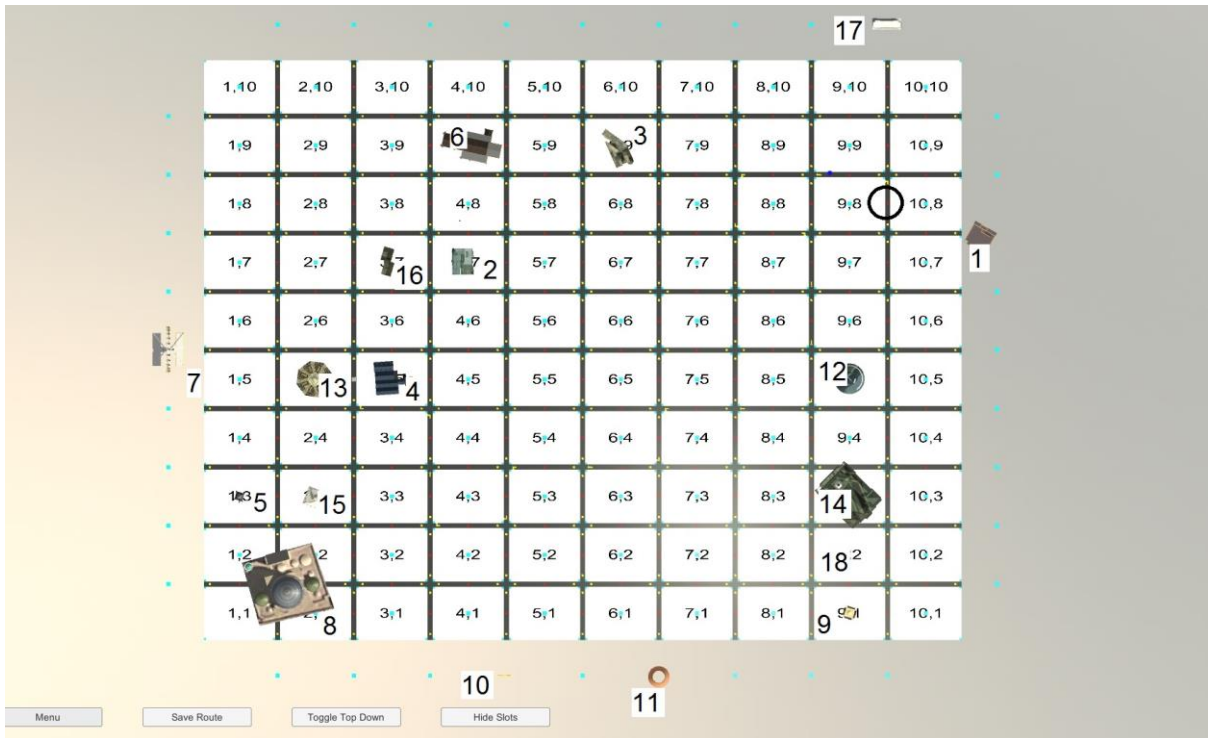 17
1,10 2,10 3,10 4,10 5,10 6,10 7,10 8,10 9,10 10,10
1,9 2,9 3,9 6 5,9 9 3 7,9 8,9 9,9 10,9
1,8 2,8 3,8 4,8 5,8 6,8 7,8 8,8 9,8 10,8
1,7 2,7 7 16 7 2 5,7 6,7 7,7 8,7 9,7 10,7 1
1,6 2,6 3,6 4,6 5,6 6,6 7,6 8,6 9,6 10,6
7 1,5 13 4 4,5 5,5 6,5 7,5 8,5 12 10,5
1,4 2,4 3,4 4,4 5,4 6,4 7,4 8,4 9,4 10,4
1,3 5 15 3,3 4,3 5,3 6,3 7,3 8,3 14 10,3
1,2 2 3,2 4,2 5,2 6,2 7,2 8,2 18 2 10,2
1,1 2, 8 3,1 4,1 5,1 6,1 7,1 8,1 9 9,1 10,1
10 11
Menu Save Route Toggle Top Down Hide Slots